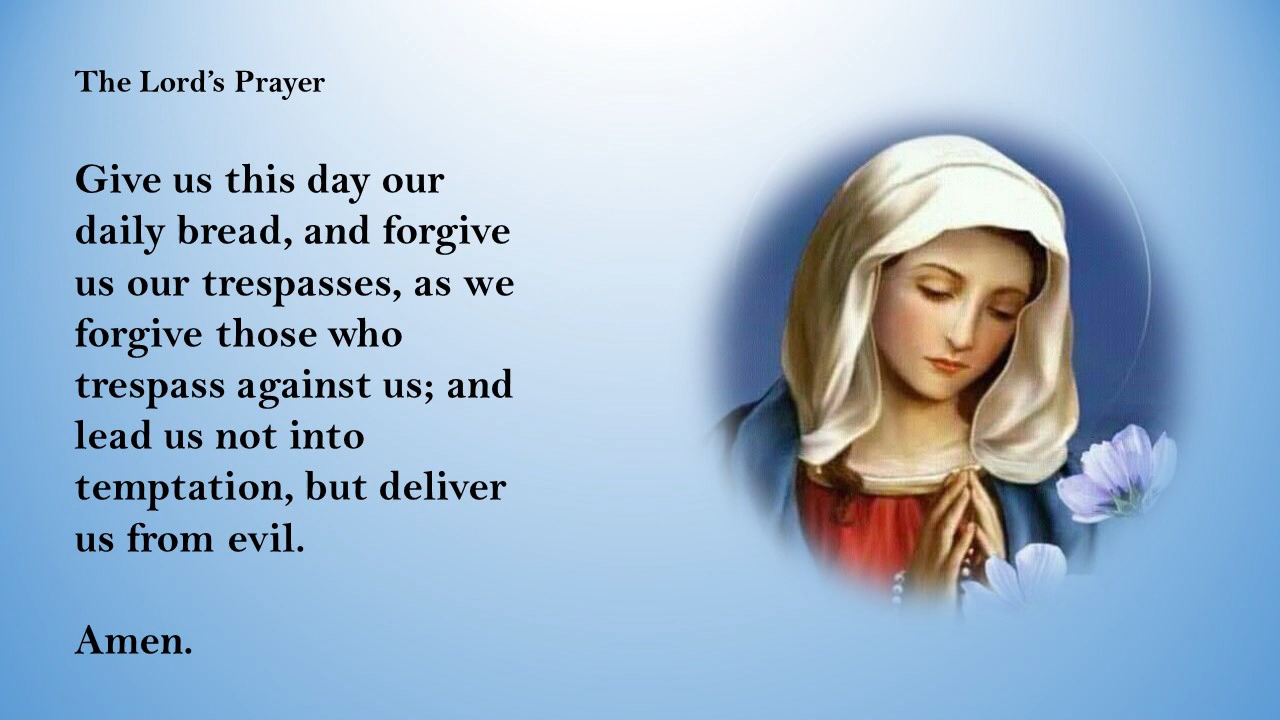 The Lord’s Prayer
Give us this day our
daily bread, and forgive
us our trespasses, as we
forgive those who
trespass against us; and
lead us not into
temptation, but deliver
us from evil.
Amen.